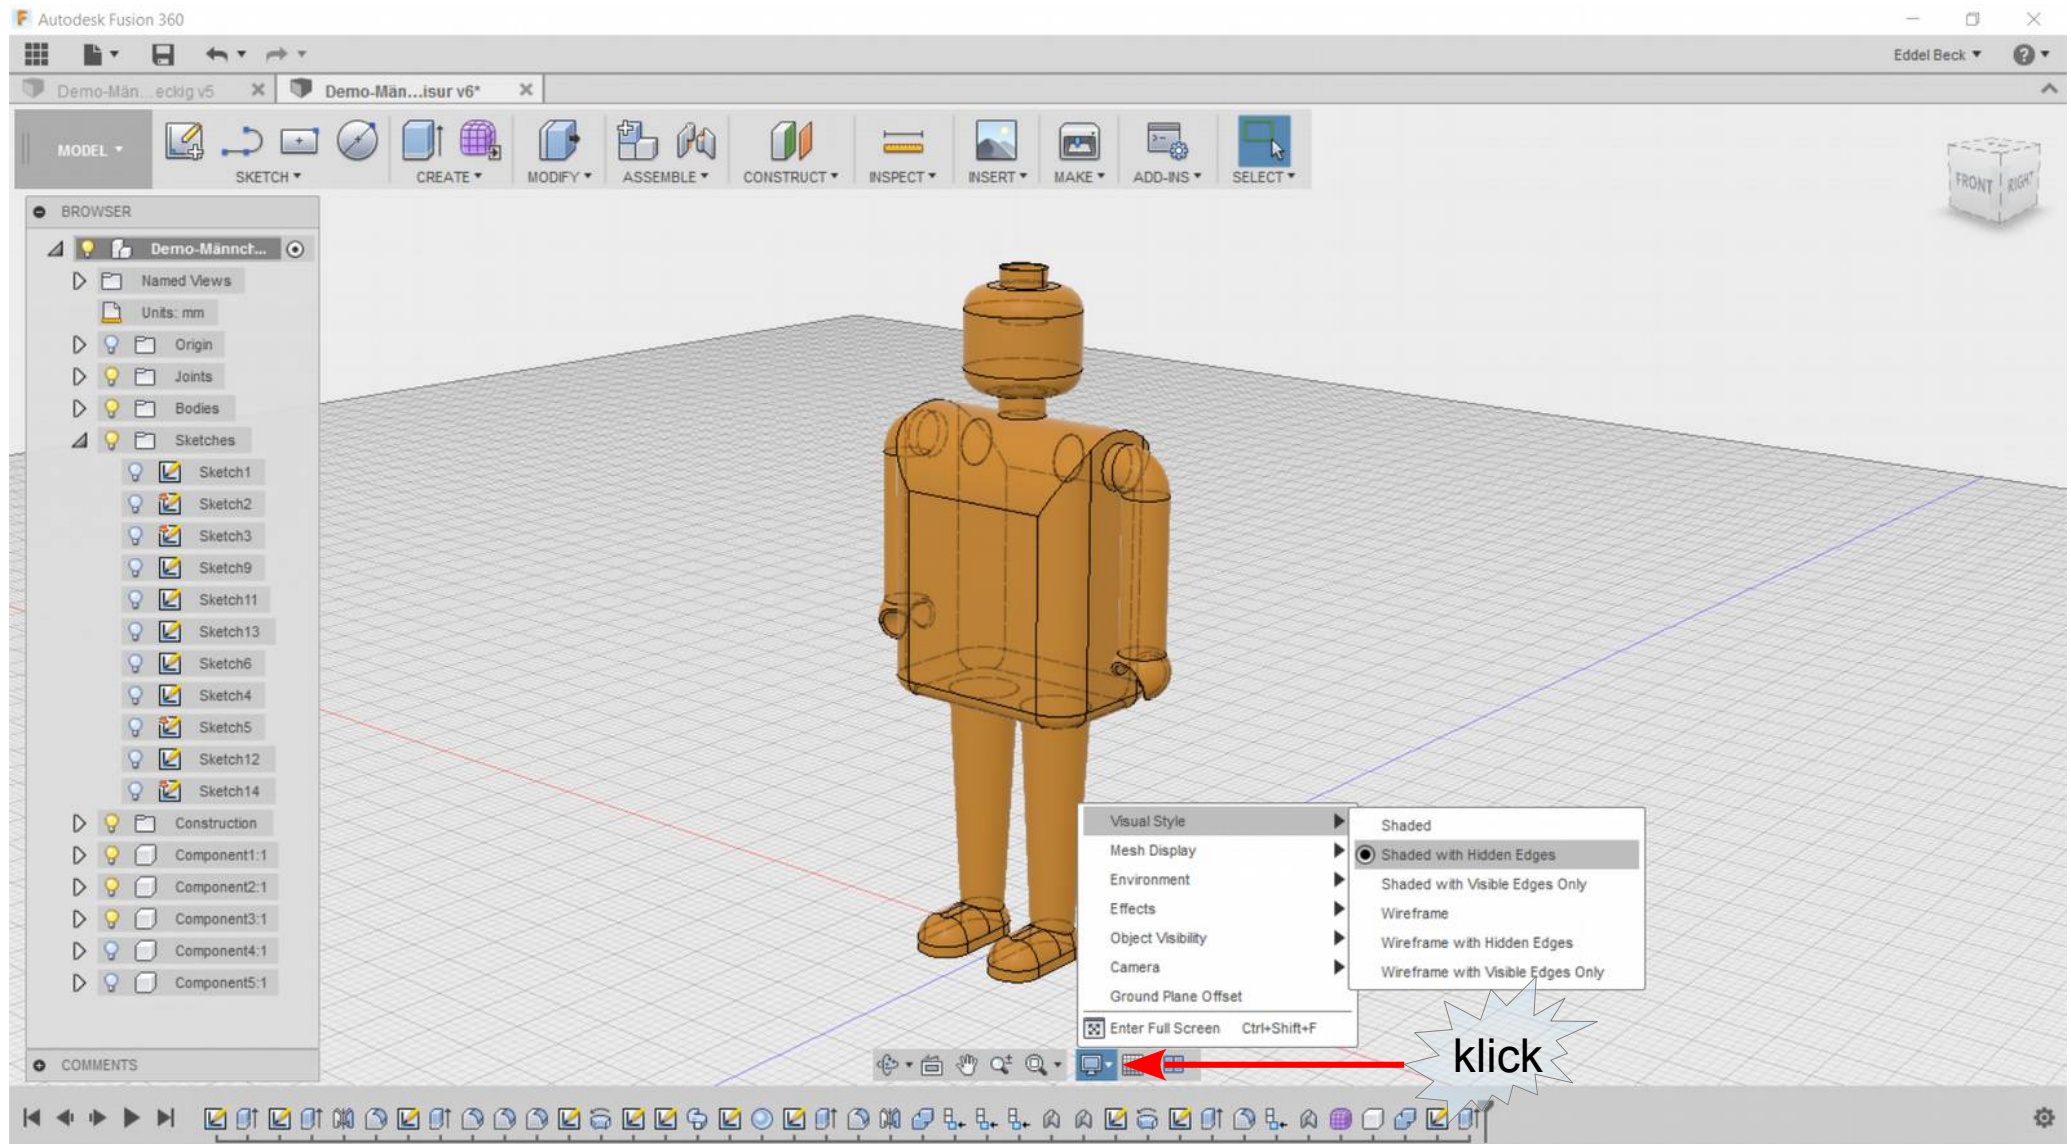 Autodesk Fusion 360
Eddel Beck
Demo-Män...eckig v5
Demo-Män...isur v6*
MODEL
SKETCH
CREATE
MODIFY
ASSEMBLE
CONSTRUCT
INSPECT
INSERT
MAKE
ADD-INS
SELECT
FRONT
RIGHT
BROWSER
Demo-Männch...
Named Views
Units: mm
Origin
Joints
Bodies
Sketches
Sketch1
Sketch2
Sketch3
Sketch9
Sketch11
Sketch13
Sketch6
Sketch4
Sketch5
Sketch12
Sketch14
Construction
Component1:1
Component2:1
Component3:1
Component4:1
Component5:1
COMMENTS
Visual Style
Mesh Display
Environment
Effects
Object Visibility
Camera
Ground Plane Offset
Enter Full Screen Ctrl+Shift+F
Shaded
Shaded with Hidden Edges
Shaded with Visible Edges Only
Wireframe
Wireframe with Hidden Edges
Wireframe with Visible Edges Only
klick